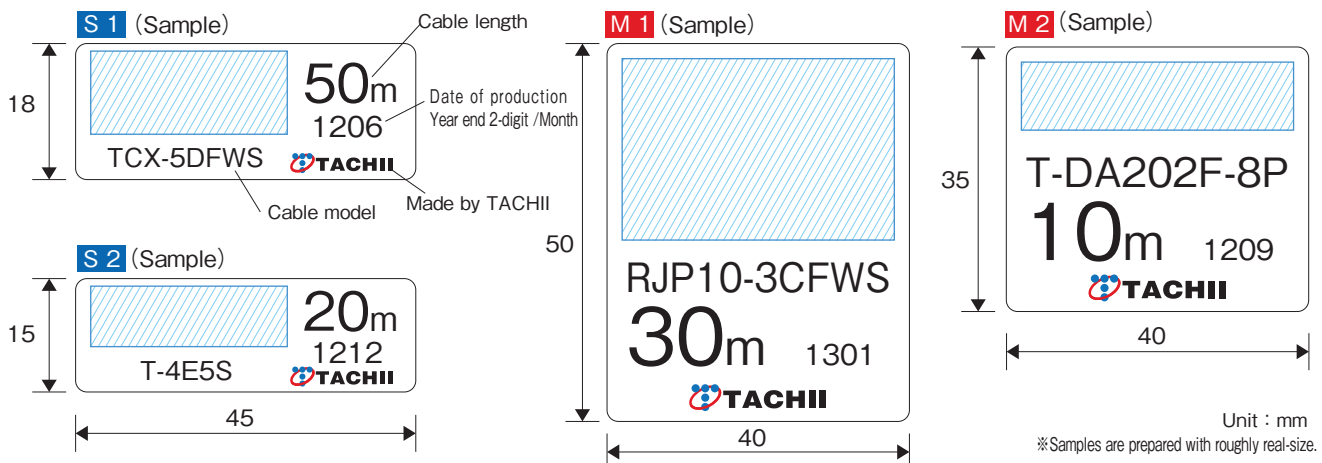 S 1 (Sample)
Cable length
18
50m
1206
Date of production
Year end 2-digit /Month
TCX-5DFWS
TACHII
Cable model
Made by TACHII
S 2 (Sample)
15
20m
1212
T-4E5S
TACHII
45
M 1 (Sample)
50
RJP10-3CFWS
30m 1301
TACHII
40
M 2 (Sample)
35
T-DA202F-8P
10m 1209
TACHII
40
Unit：mm
※Samples are prepared with roughly real-size.